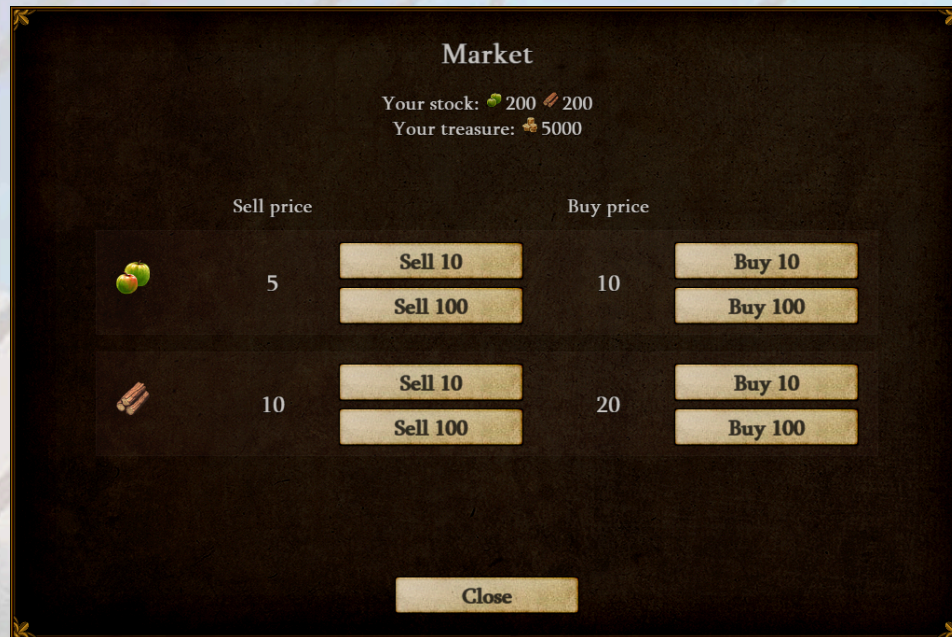 Market
Your stock: 200 200
Your treasure: 5000
Sell price Buy price
5 Sell 10 10 Buy 10
Sell 100 Buy 100
10 Sell 10 20 Buy 10
Sell 100 Buy 100
Close